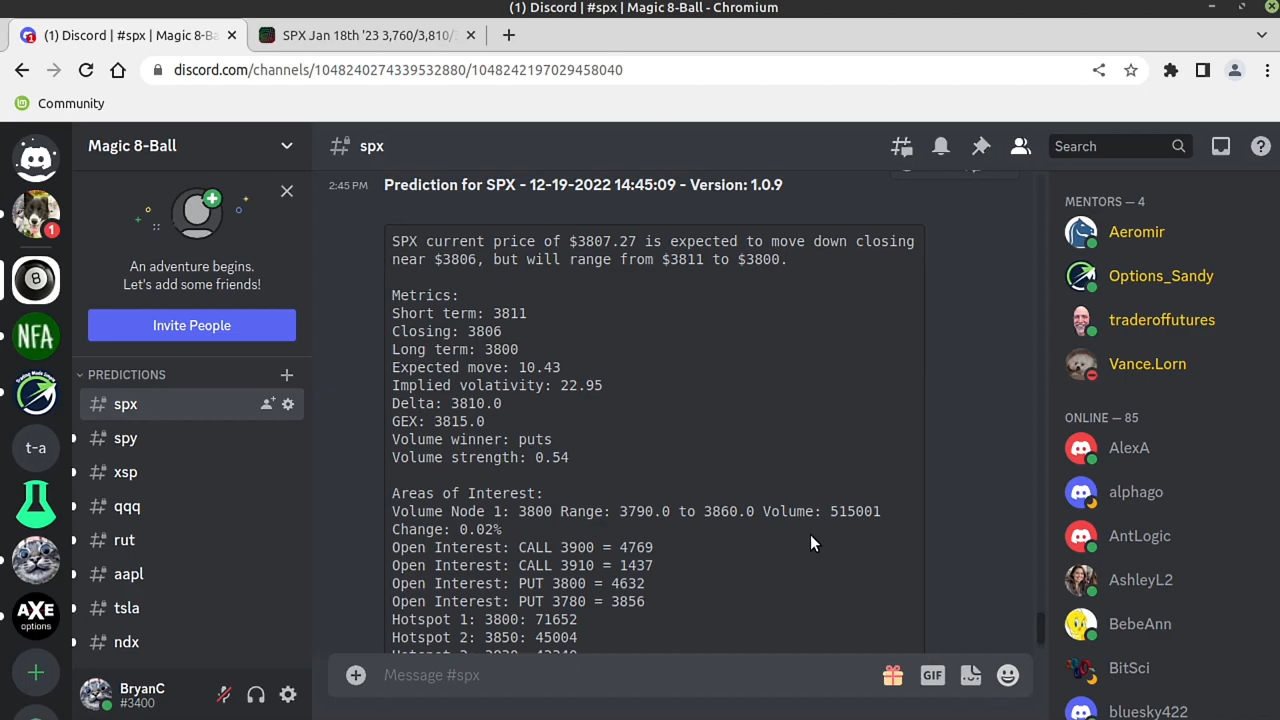 (1) Discord | #spx | Magic 8-Ball - Chromium
(1) Discord | #spx | Magic 8-Ba
SPX Jan 18th '23 3,760/3,810/
discord.com/channels/1048240274339532880/1048242197029458040
Community
Magic 8-Ball
spx
Search
An adventure begins.
Let's add some friends!
Invite People
PREDICTIONS
spx
spy
xsp
qqq
rut
aapl
tsla
ndx
BryanC
#3400
1
8
NFA
Trading Made Simple
t-a
AXE
options
2:45 PM
Prediction for SPX - 12-19-2022 14:45:09 - Version: 1.0.9
SPX current price of $3807.27 is expected to move down closing
near $3806, but will range from $3811 to $3800.
Metrics:
Short term: 3811
Closing: 3806
Long term: 3800
Expected move: 10.43
Implied volativity: 22.95
Delta: 3810.0
GEX: 3815.0
Volume winner: puts
Volume strength: 0.54
Areas of Interest:
Volume Node 1: 3800 Range: 3790.0 to 3860.0 Volume: 515001
Change: 0.02%
Open Interest: CALL 3900 = 4769
Open Interest: CALL 3910 = 1437
Open Interest: PUT 3800 = 4632
Open Interest: PUT 3780 = 3856
Hotspot 1: 3800: 71652
Hotspot 2: 3850: 45004
Message #spx
GIF
MENTORS — 4
Aeromir
Options_Sandy
traderoffutures
Vance.Lorn
ONLINE — 85
AlexA
alphago
AntLogic
AshleyL2
BebeAnn
BitSci
bluesky422